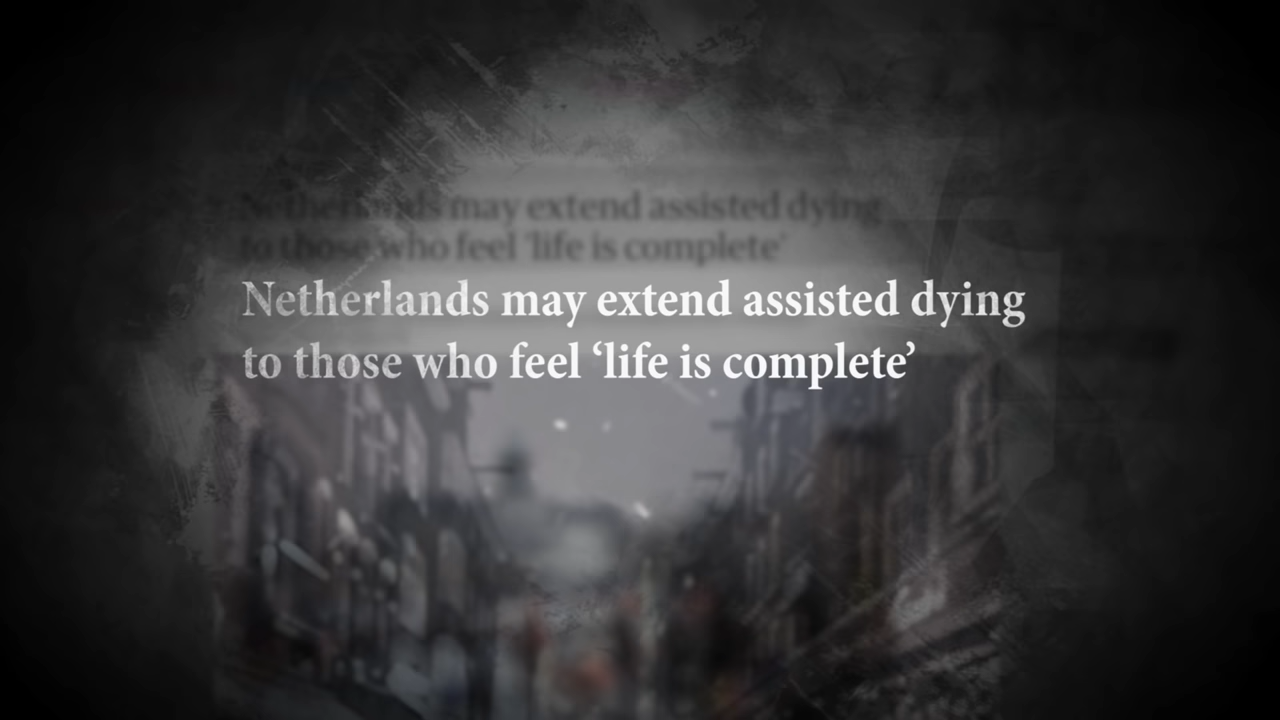 Netherlands may extend assisted dying
to those who feel 'life is complete'
Netherlands may extend assisted dying
to those who feel ‘life is complete’